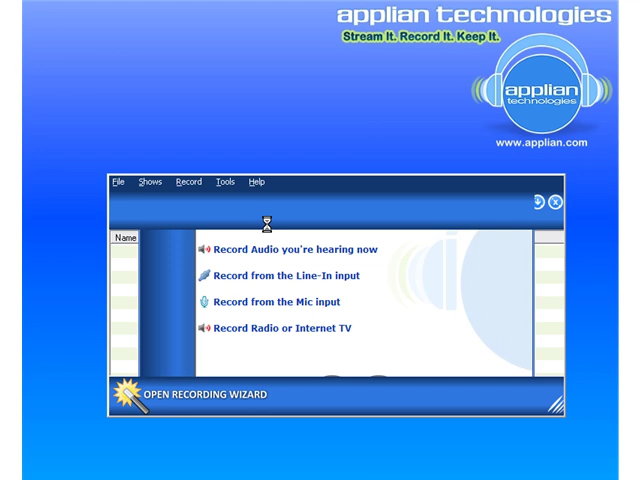 applian technologies
Stream It. Record It. Keep It.
applian
technologies
www.applian.com
File Shows Record Tools Help
Name
Record Audio you're hearing now
Record from the Line-In input
Record from the Mic input
Record Radio or Internet TV
OPEN RECORDING WIZARD